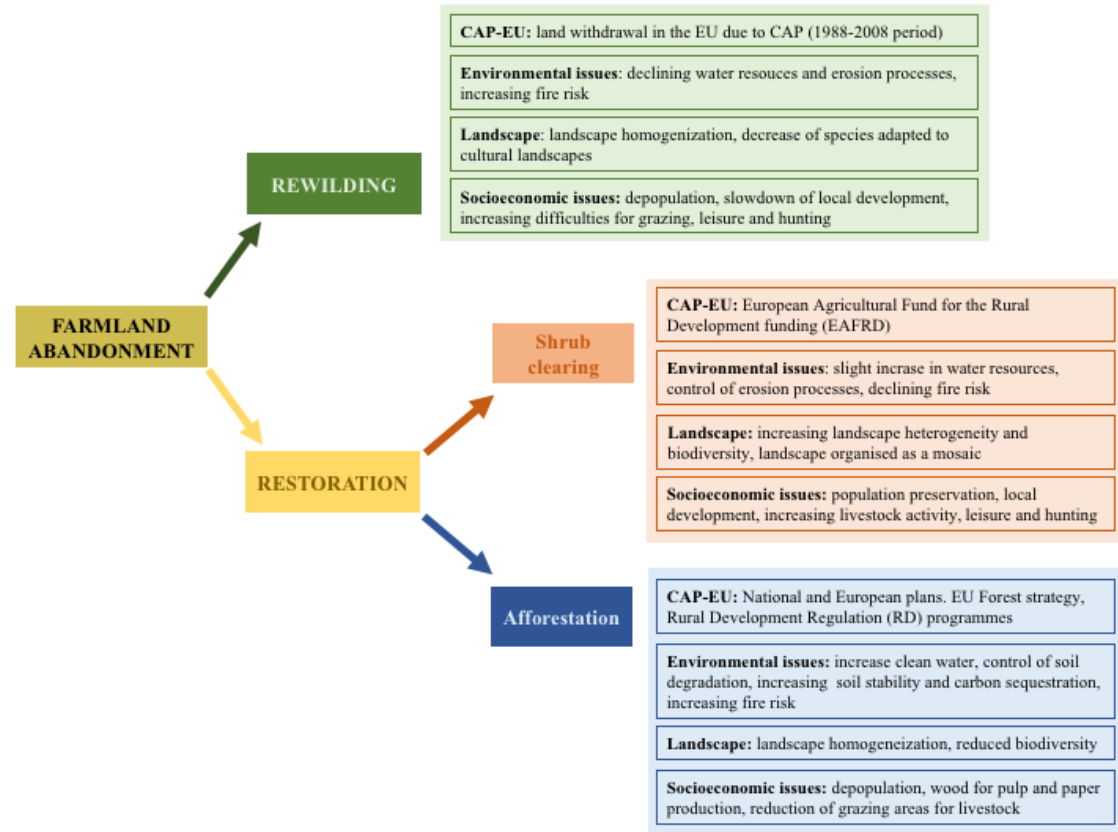 CAP-EU: land withdrawal in the EU due to CAP (1988-2008 period)
Environmental issues: declining water resouces and erosion processes,
increasing fire risk
Landscape: landscape homogenization, decrease of species adapted to
cultural landscapes
Socioeconomic issues: depopulation, slowdown of local development,
increasing difficulties for grazing, leisure and hunting
REWILDING
FARMLAND
ABANDONMENT
RESTORATION
Shrub
clearing
CAP-EU: European Agricultural Fund for the Rural
Development funding (EAFRD)
Environmental issues: slight incrase in water resources,
control of erosion processes, declining fire risk
Landscape: increasing landscape heterogeneity and
biodiversity, landscape organised as a mosaic
Socioeconomic issues: population preservation, local
development, increasing livestock activity, leisure and hunting
Afforestation
CAP-EU: National and European plans. EU Forest strategy,
Rural Development Regulation (RD) programmes
Environmental issues: increase clean water, control of soil
degradation, increasing soil stability and carbon sequestration,
increasing fire risk
Landscape: landscape homogeneization, reduced biodiversity
Socioeconomic issues: depopulation, wood for pulp and paper
production, reduction of grazing areas for livestock